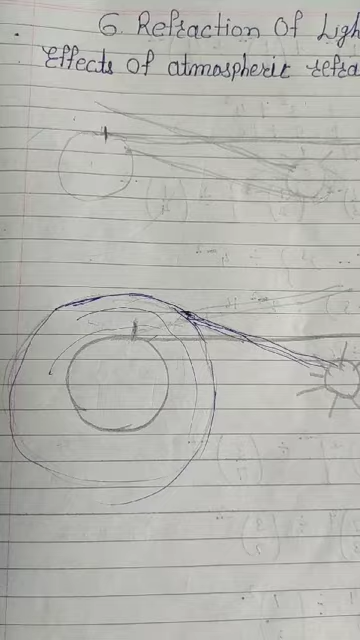 6. Refraction Of Ligh
Effects of atmospheric refra